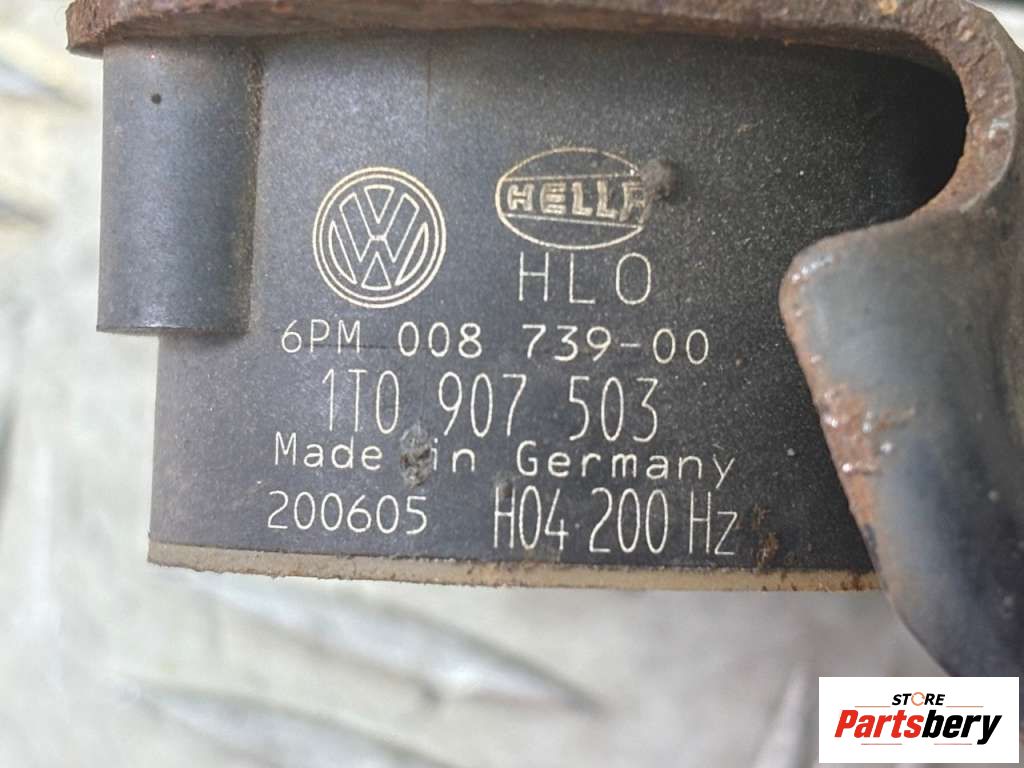 HELLA
HLO
6PM 008 739-00
1T0 907 503
Made in Germany
200605 H04 200 Hz
STORE
Partsbery